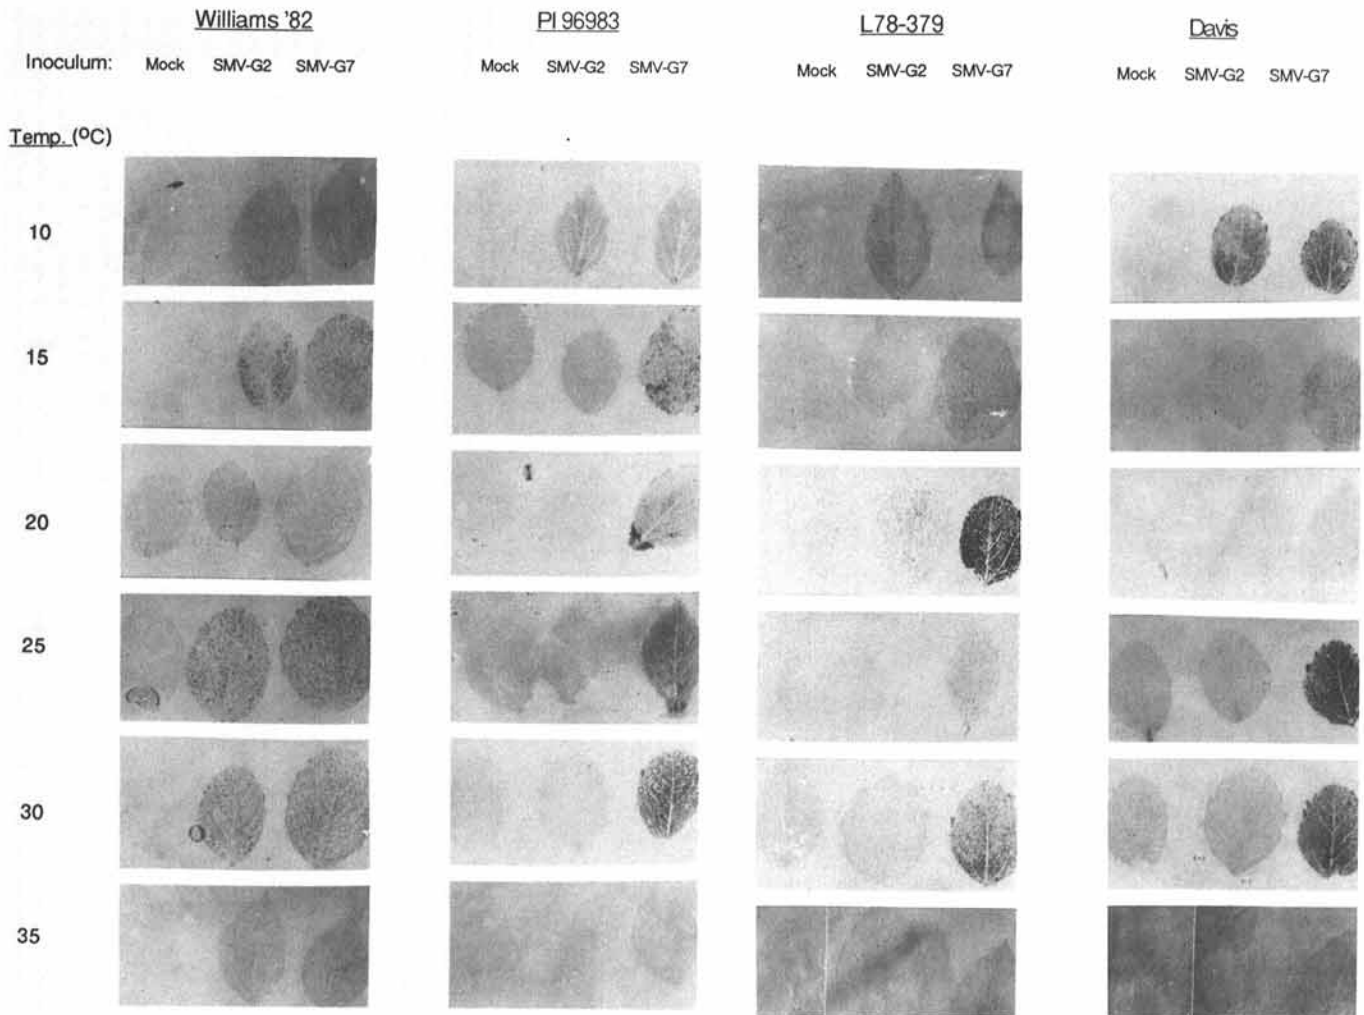 Williams '82 PI 96983 L78-379 Davis
Inoculum: Mock SMV-G2 SMV-G7 Mock SMV-G2 SMV-G7 Mock SMV-G2 SMV-G7 Mock SMV-G2 SMV-G7
Temp. (ºC)
10
15
20
25
30
35